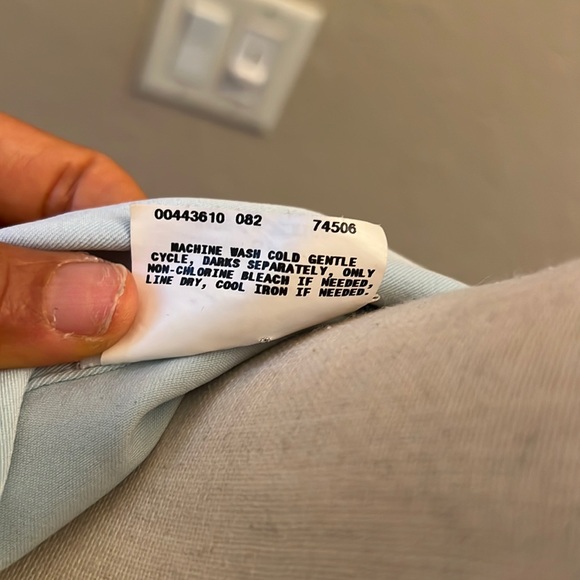 00443610 082 74506
MACHINE WASH COLD GENTLE
CYCLE, DARKS SEPARATELY, ONLY
NON-CHLORINE BLEACH IF NEEDED,
LINE DRY, COOL IRON IF NEEDED.